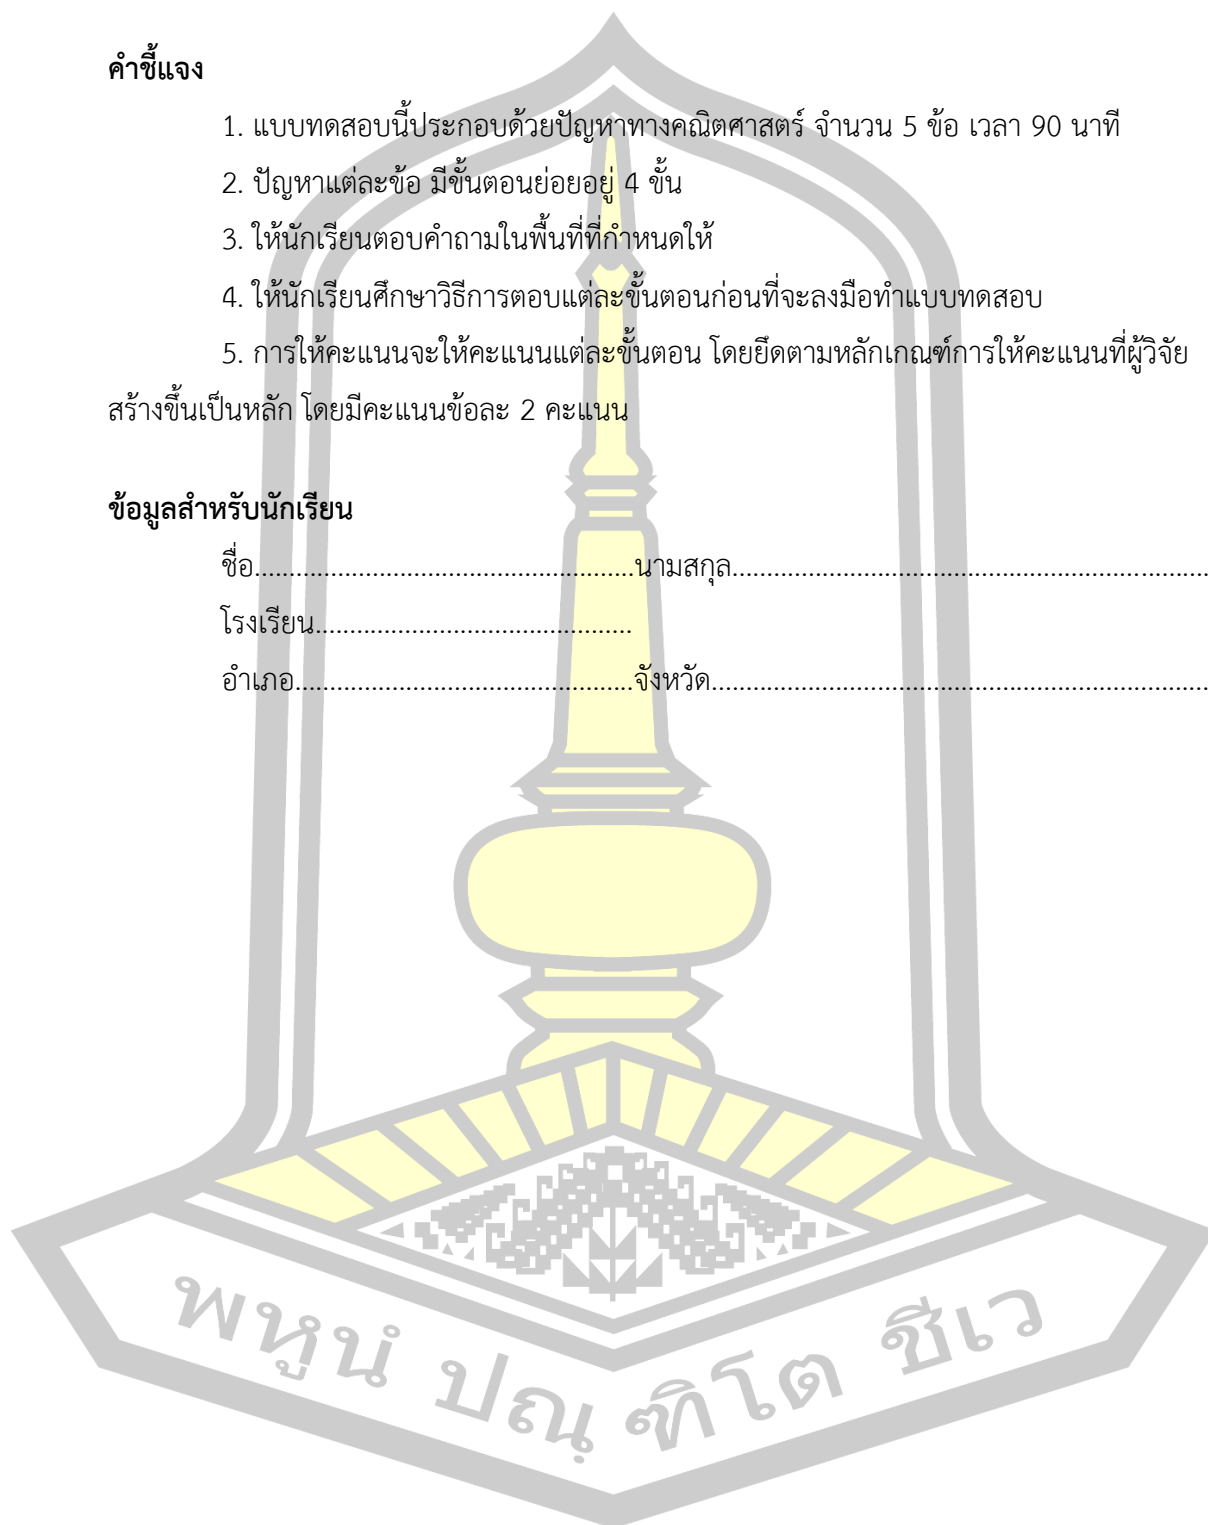 คำชี้แจง
1. แบบทดสอบนี้ประกอบด้วยปัญหาทางคณิตศาสตร์ จำนวน 5 ข้อ เวลา 90 นาที
2. ปัญหาแต่ละข้อ มีขั้นตอนย่อยอยู่ 4 ขั้น
3. ให้นักเรียนตอบคำถามในพื้นที่ที่กำหนดให้
4. ให้นักเรียนศึกษาวิธีการตอบแต่ละขั้นตอนก่อนที่จะลงมือทำแบบทดสอบ
5. การให้คะแนนจะให้คะแนนแต่ละขั้นตอน โดยยึดตามหลักเกณฑ์การให้คะแนนที่ผู้วิจัย
สร้างขึ้นเป็นหลัก โดยมีคะแนนข้อละ 2 คะแนน
ข้อมูลสำหรับนักเรียน
ชื่อ..............................................นามสกุล..........................................................
โรงเรียน......................................
อำเภอ.........................................จังหวัด............................................................
พหูนํ ปณฺฑิโต ชีเว